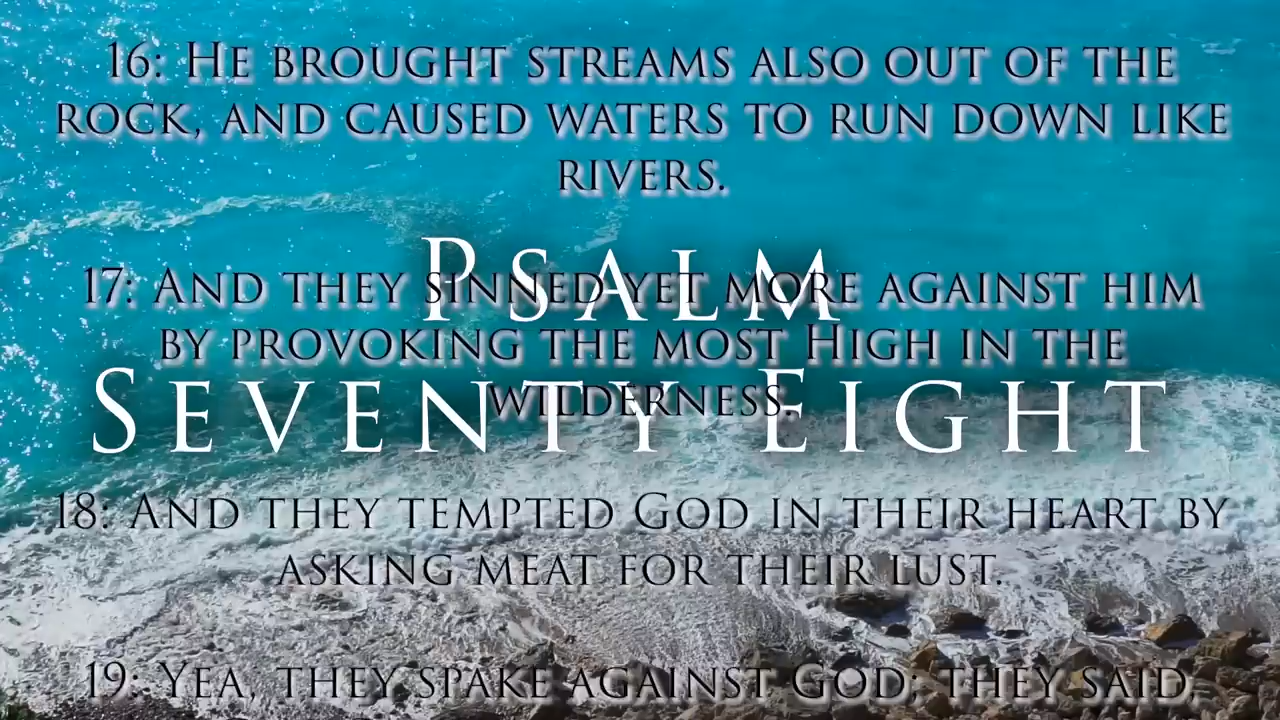 16: He brought streams also out of the
rock, and caused waters to run down like
rivers.
Psalm
17: And they sinned yet more against him
by provoking the most High in the
Seventy Eight
wilderness.
18: And they tempted God in their heart by
asking meat for their lust.
19: Yea, they spake against God; they said,